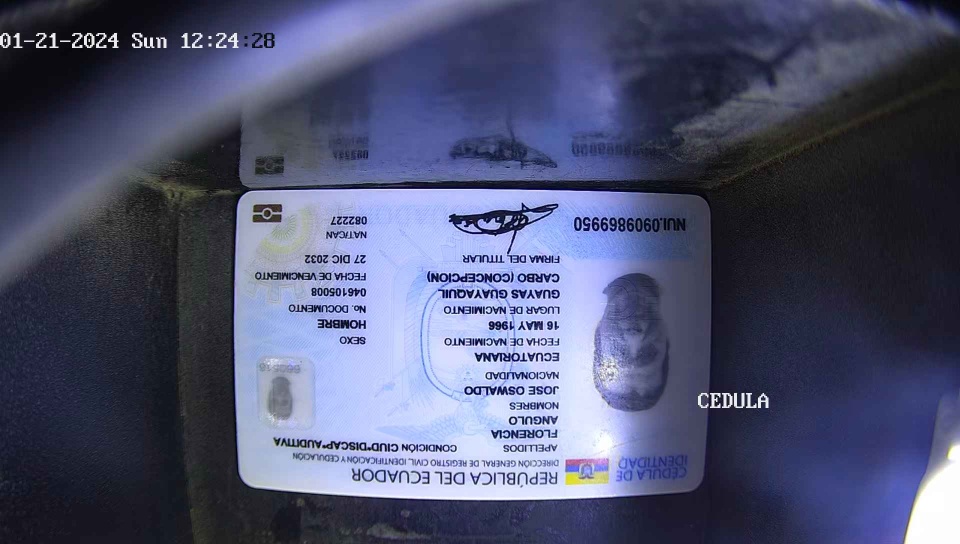 01-21-2024 Sun 12:24:28
CEDULA
CÉDULA DE IDENTIDAD
REPÚBLICA DEL ECUADOR
DIRECCIÓN GENERAL DE REGISTRO CIVIL, IDENTIFICACIÓN Y CEDULACIÓN
APELLIDOS
FLORENCIA
ANGULO
CONDICIÓN CIUD*DISCAP*AUDITIVA
NOMBRES
JOSE OSWALDO
NACIONALIDAD
ECUATORIANA
FECHA DE NACIMIENTO
16 MAY 1966
LUGAR DE NACIMIENTO
GUAYAS GUAYAQUIL
CARBO (CONCEPCION)
FIRMA DEL TITULAR
SEXO
HOMBRE
No. DOCUMENTO
046105008
FECHA DE VENCIMIENTO
27 DIC 2032
NAT/CAN
082227
NUI.0909869950